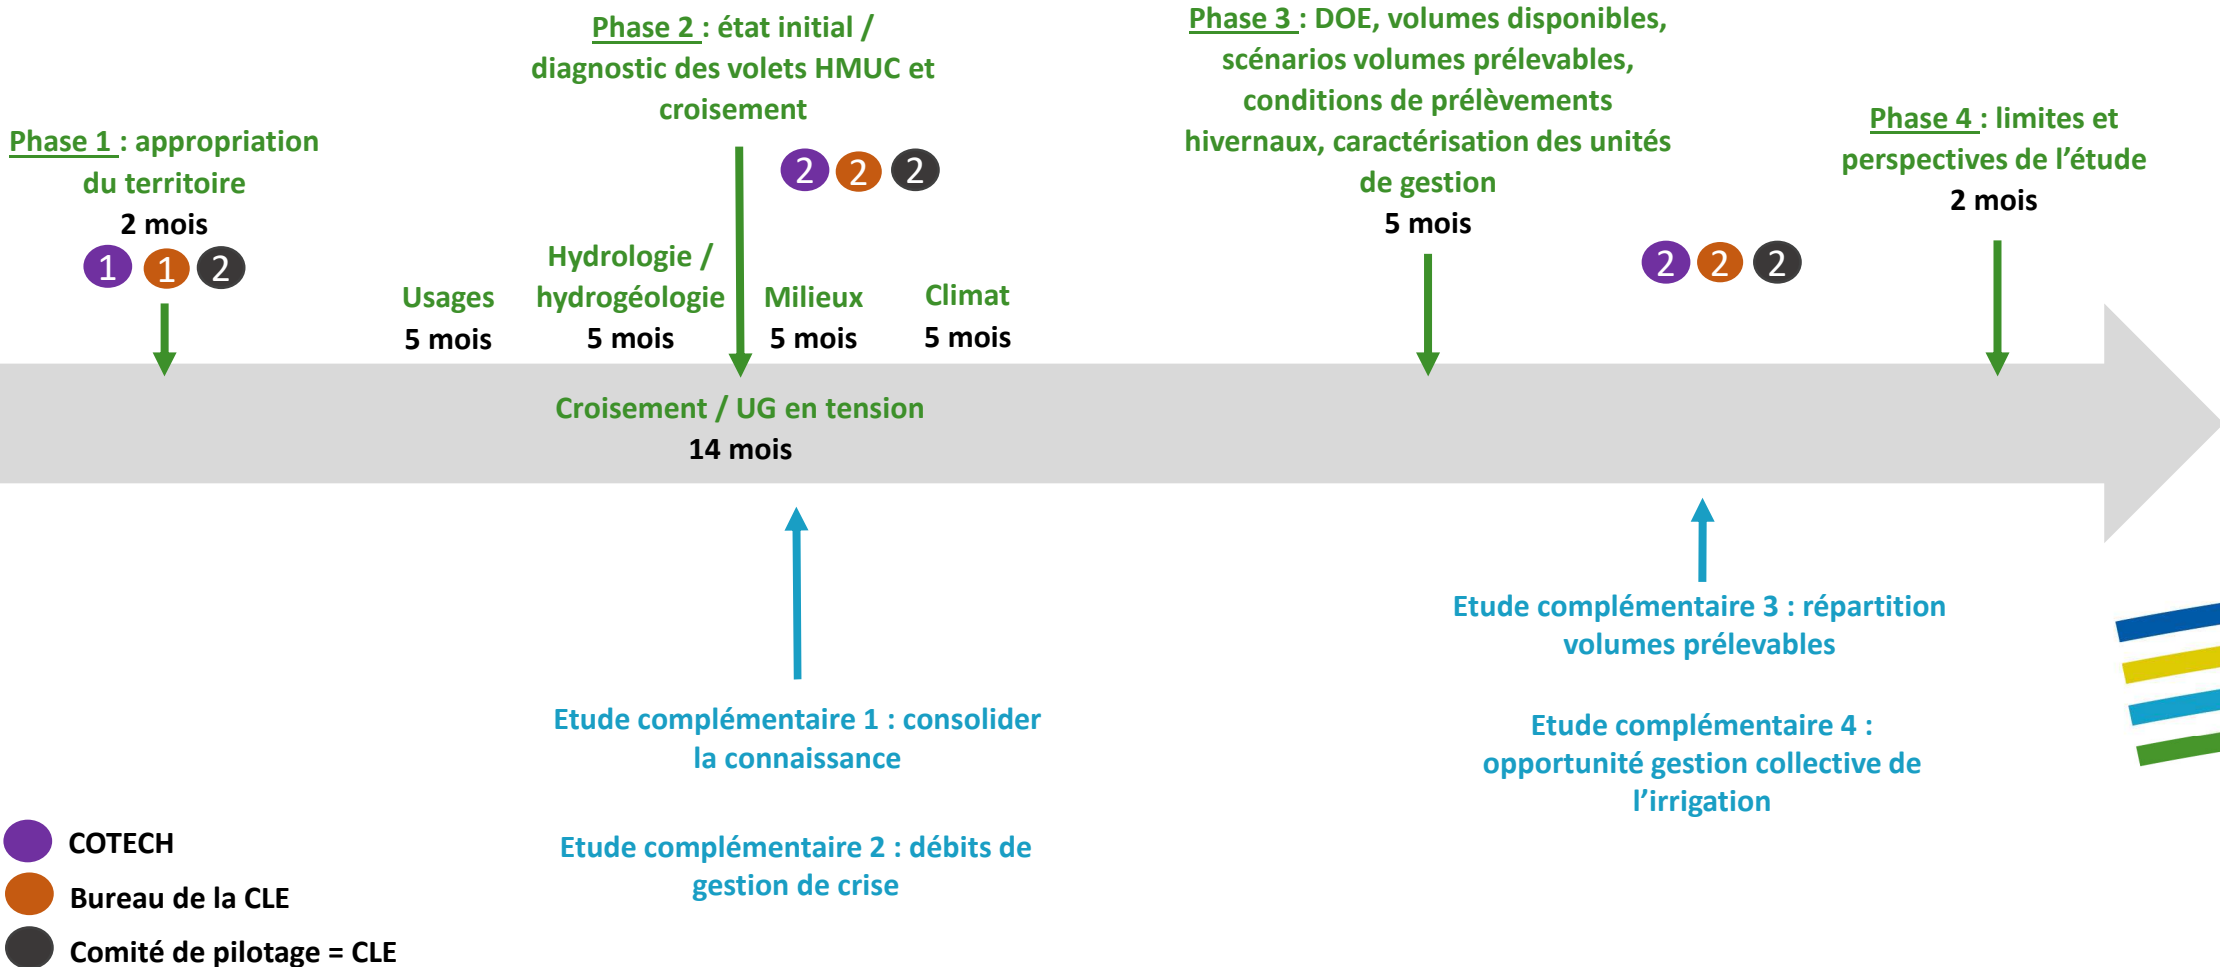 Phase 1 : appropriation
du territoire
2 mois
1 1 2
Phase 2 : état initial /
diagnostic des volets HMUC et
croisement
2 2 2
Usages
5 mois
Hydrologie /
hydrogéologie
5 mois
Milieux
5 mois
Climat
5 mois
Phase 3 : DOE, volumes disponibles,
scénarios volumes prélevables,
conditions de prélèvements
hivernaux, caractérisation des unités
de gestion
5 mois
2 2 2
Phase 4 : limites et
perspectives de l’étude
2 mois
Croisement / UG en tension
14 mois
Etude complémentaire 1 : consolider
la connaissance
Etude complémentaire 2 : débits de
gestion de crise
Etude complémentaire 3 : répartition
volumes prélevables
Etude complémentaire 4 :
opportunité gestion collective de
l’irrigation
COTECH
Bureau de la CLE
Comité de pilotage = CLE